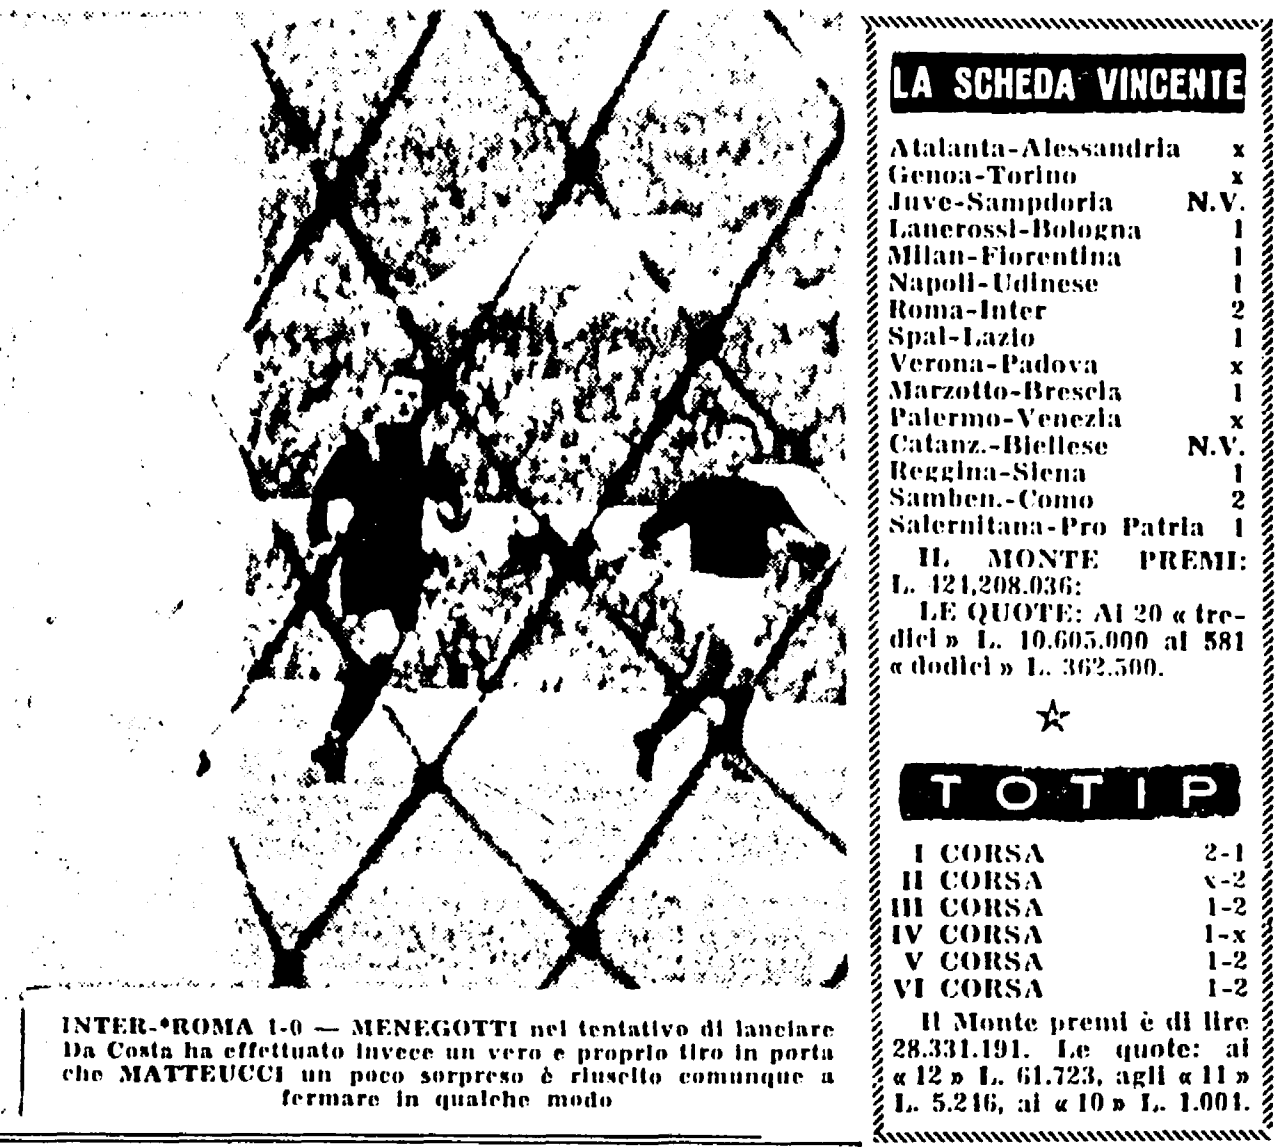 LA SCHEDA VINCENTE
Atalanta-Alessandria x
Genoa-Torino x
Juve-Sampdoria N.V.
Lanerossi-Bologna 1
Milan-Fiorentina 1
Napoli-Udinese 1
Roma-Inter 2
Spal-Lazio 1
Verona-Padova x
Marzotto-Brescia 1
Palermo-Venezia x
Catanz.-Biellese N.V.
Reggina-Siena 1
Samben.-Como 2
Salernitana-Pro Patria 1
IL MONTE PREMI:
L. 424.208.036;
LE QUOTE: Ai 20 « tre-
dici » L. 10.605.000 ai 581
« dodici » L. 362.500.
TOTIP
I CORSA 2-1
II CORSA x-2
III CORSA 1-2
IV CORSA 1-x
V CORSA 1-2
VI CORSA 1-2
Il Monte premi è di lire
28.331.191. Le quote: ai
« 12 » L. 61.723, agli « 11 »
L. 5.246, ai « 10 » L. 1.001.
INTER-*ROMA 1-0 — MENEGOTTI nel tentativo di lanciare
Da Costa ha effettuato invece un vero e proprio tiro in porta
che MATTEUCCI un poco sorpreso è riuscito comunque a
fermare in qualche modo